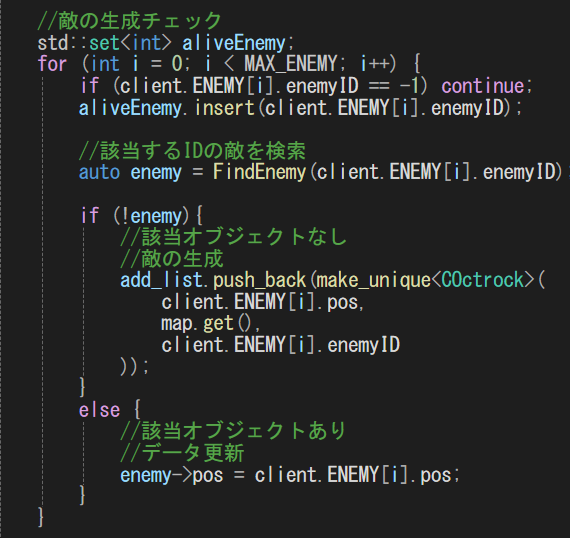 //敵の生成チェック
std::set<int> aliveEnemy;
for (int i = 0; i < MAX_ENEMY; i++) {
if (client.ENEMY[i].enemyID == -1) continue;
aliveEnemy.insert(client.ENEMY[i].enemyID);
//該当するIDの敵を検索
auto enemy = FindEnemy(client.ENEMY[i].enemyID)
if (!enemy){
//該当オブジェクトなし
//敵の生成
add_list.push_back(make_unique<COctrock>(
client.ENEMY[i].pos,
map.get(),
client.ENEMY[i].enemyID
));
}
else {
//該当オブジェクトあり
//データ更新
enemy->pos = client.ENEMY[i].pos;
}
}